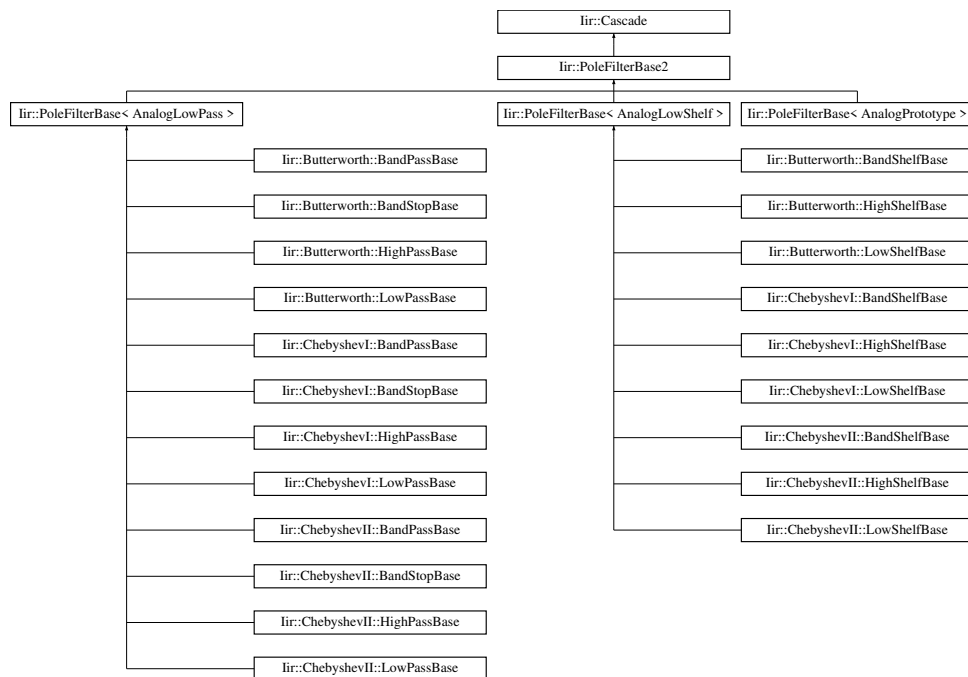 Iir::Cascade
Iir::PoleFilterBase2
Iir::PoleFilterBase< AnalogLowPass >
Iir::PoleFilterBase< AnalogLowShelf >
Iir::PoleFilterBase< AnalogPrototype >
Iir::Butterworth::BandPassBase
Iir::Butterworth::BandShelfBase
Iir::Butterworth::BandStopBase
Iir::Butterworth::HighShelfBase
Iir::Butterworth::HighPassBase
Iir::Butterworth::LowShelfBase
Iir::Butterworth::LowPassBase
Iir::ChebyshevI::BandShelfBase
Iir::ChebyshevI::BandPassBase
Iir::ChebyshevI::HighShelfBase
Iir::ChebyshevI::BandStopBase
Iir::ChebyshevI::LowShelfBase
Iir::ChebyshevI::HighPassBase
Iir::ChebyshevII::BandShelfBase
Iir::ChebyshevI::LowPassBase
Iir::ChebyshevII::HighShelfBase
Iir::ChebyshevII::BandPassBase
Iir::ChebyshevII::LowShelfBase
Iir::ChebyshevII::BandStopBase
Iir::ChebyshevII::HighPassBase
Iir::ChebyshevII::LowPassBase